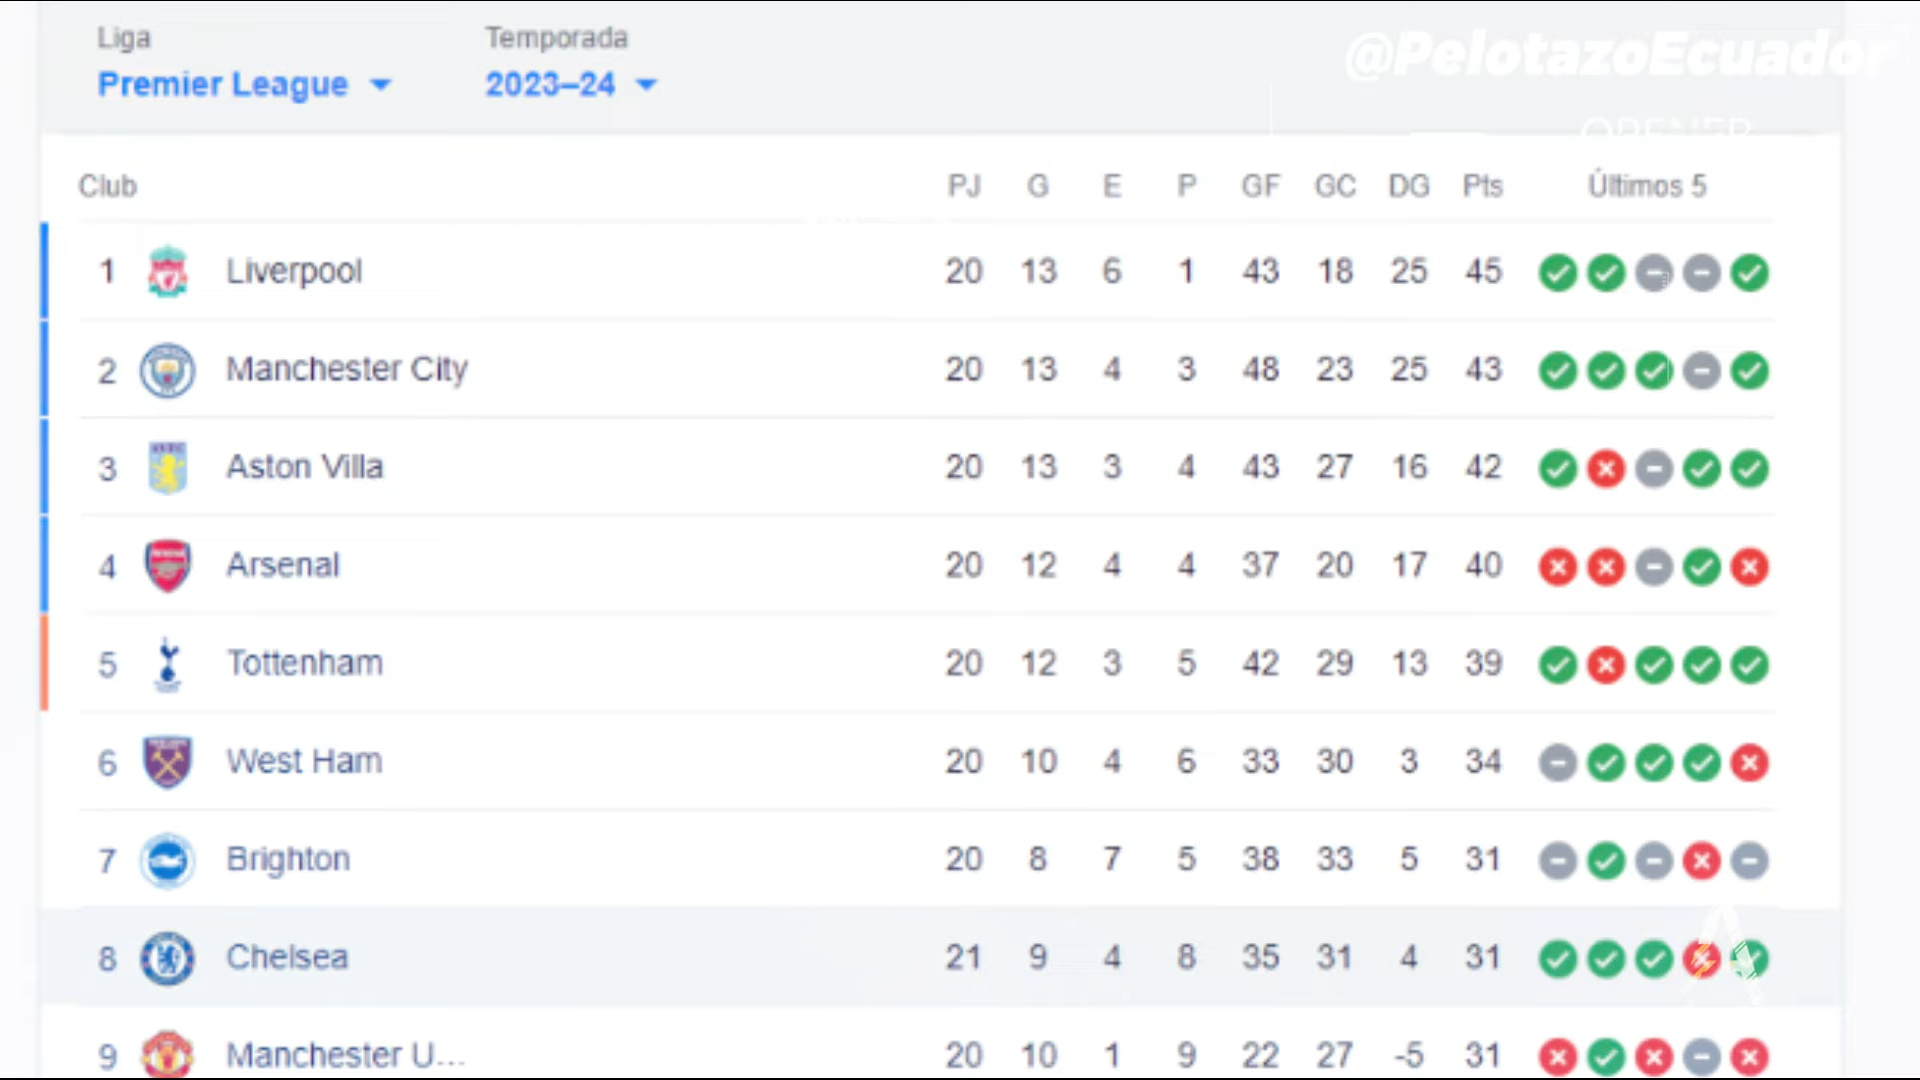 Liga Temporada
@PelotazoEcuador
Premier League 2023–24
OPENER
Club PJ G E P GF GC DG Pts Últimos 5
1 Liverpool 20 13 6 1 43 18 25 45
2 Manchester City 20 13 4 3 48 23 25 43
3 Aston Villa 20 13 3 4 43 27 16 42
4 Arsenal 20 12 4 4 37 20 17 40
5 Tottenham 20 12 3 5 42 29 13 39
6 West Ham 20 10 4 6 33 30 3 34
7 Brighton 20 8 7 5 38 33 5 31
8 Chelsea 21 9 4 8 35 31 4 31
9 Manchester U... 20 10 1 9 22 27 -5 31